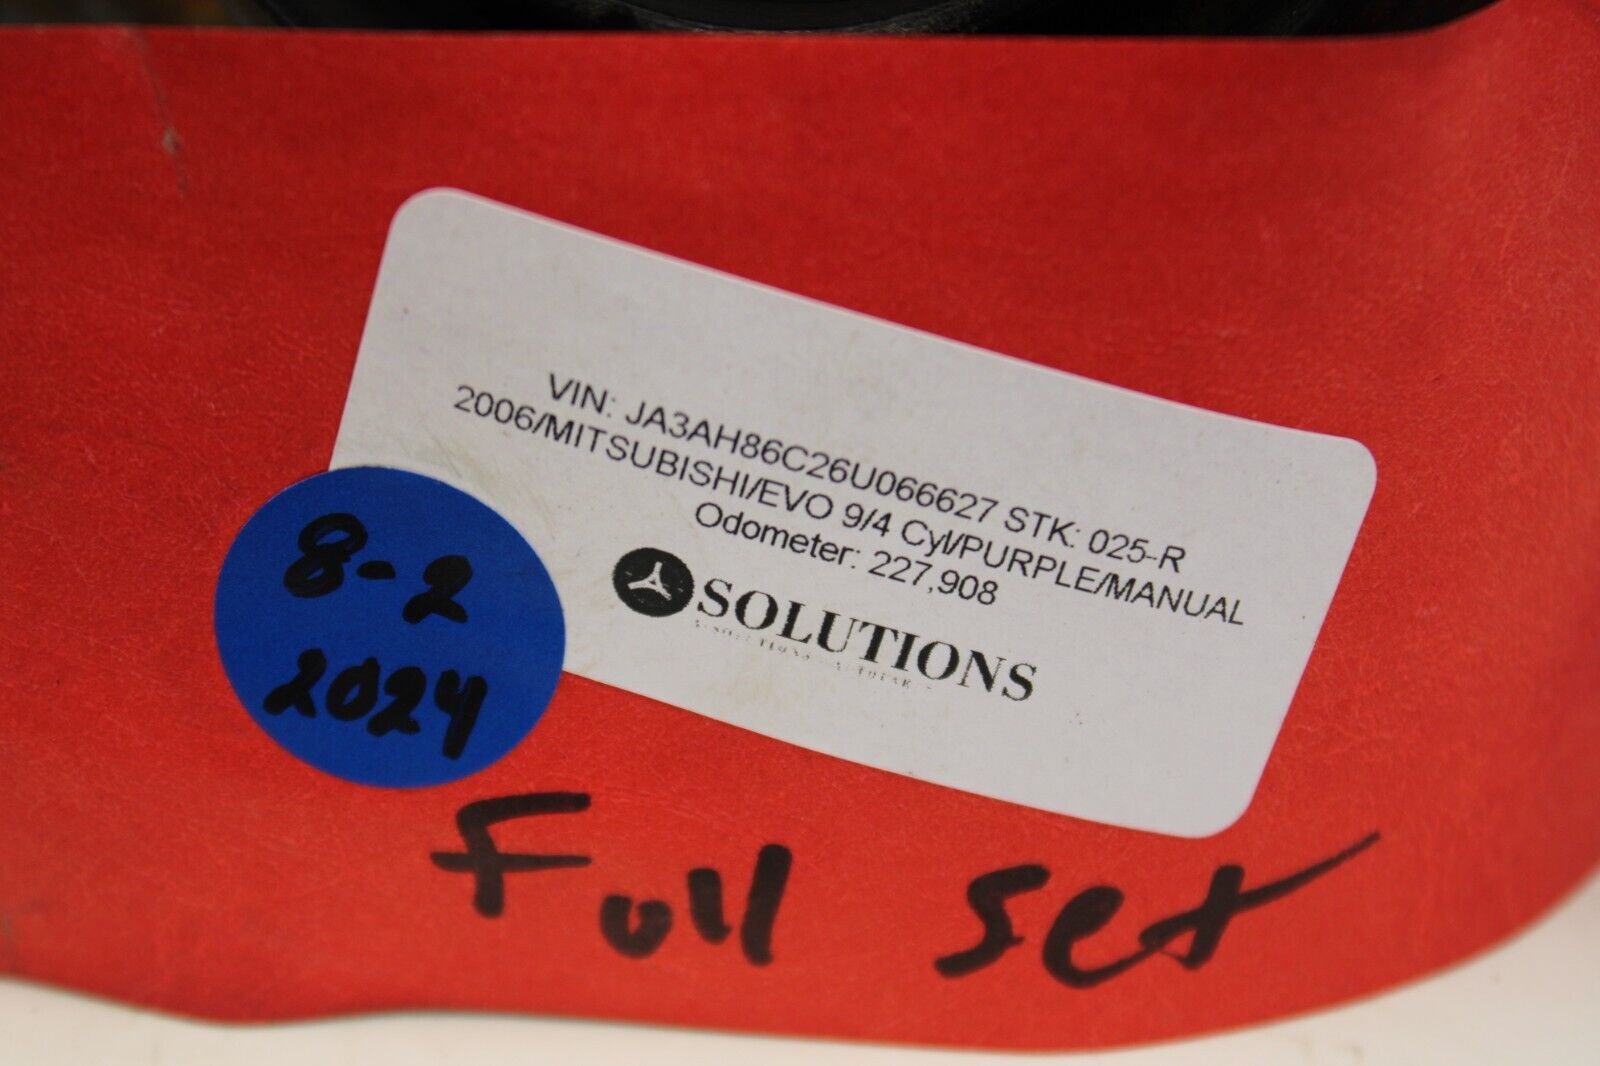 VIN: JA3AH86C26U066627 STK: 025-R
2006/MITSUBISHI/EVO 9/4 Cyl/PURPLE/MANUAL
Odometer: 227,908
SOLUTIONS
8-2
2024
Full set